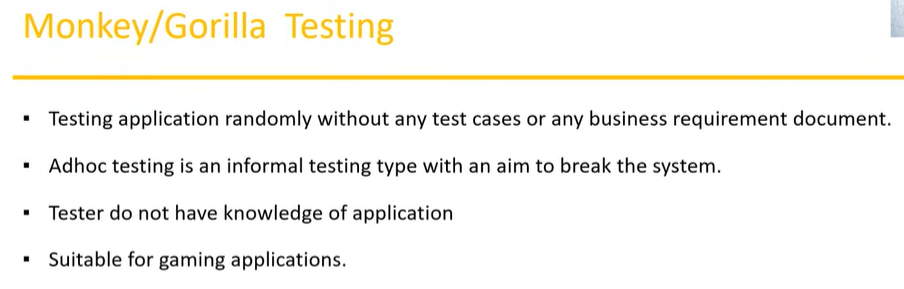 Monkey/Gorilla Testing
▪ Testing application randomly without any test cases or any business requirement document.
▪ Adhoc testing is an informal testing type with an aim to break the system.
▪ Tester do not have knowledge of application
▪ Suitable for gaming applications.